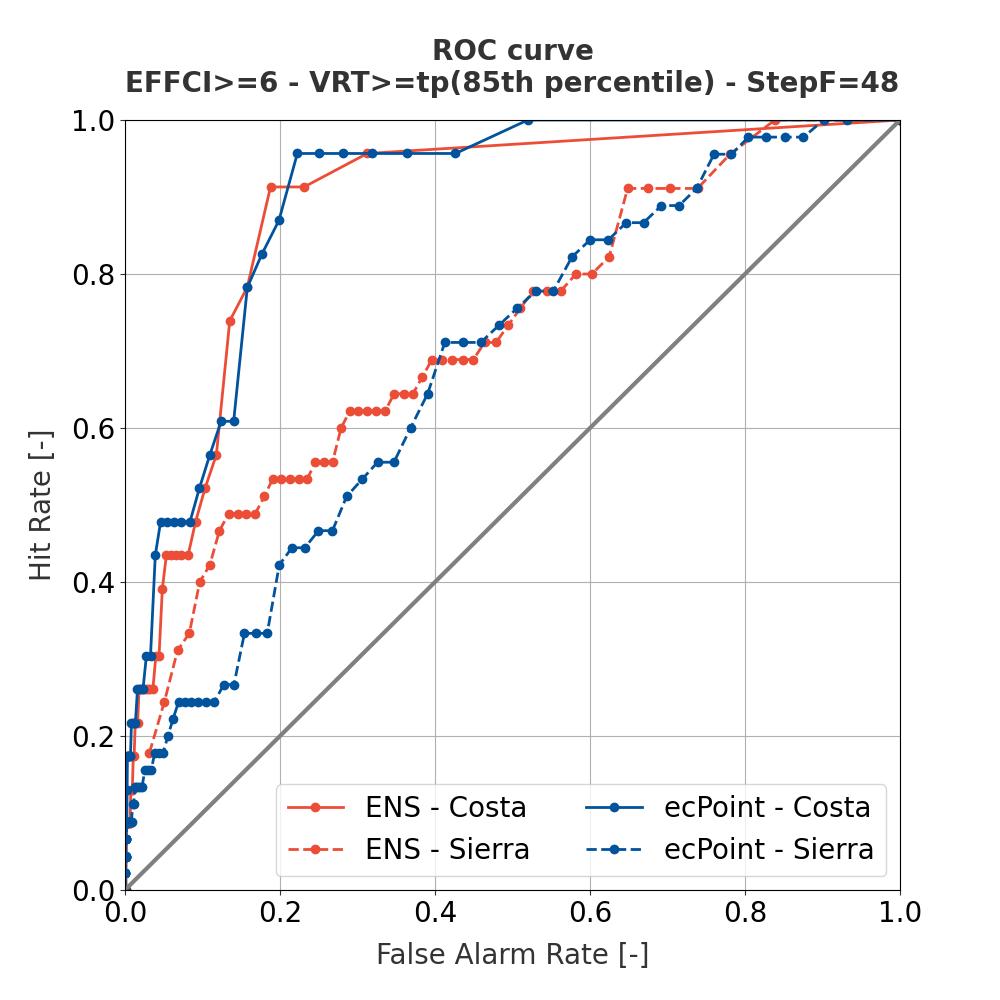 ROC curve
EFFCI>=6 - VRT>=tp(85th percentile) - StepF=48
1.0
0.8
0.6
0.4
0.2
0.0
Hit Rate [-]
ENS - Costa
ENS - Sierra
ecPoint - Costa
ecPoint - Sierra
0.0 0.2 0.4 0.6 0.8 1.0
False Alarm Rate [-]